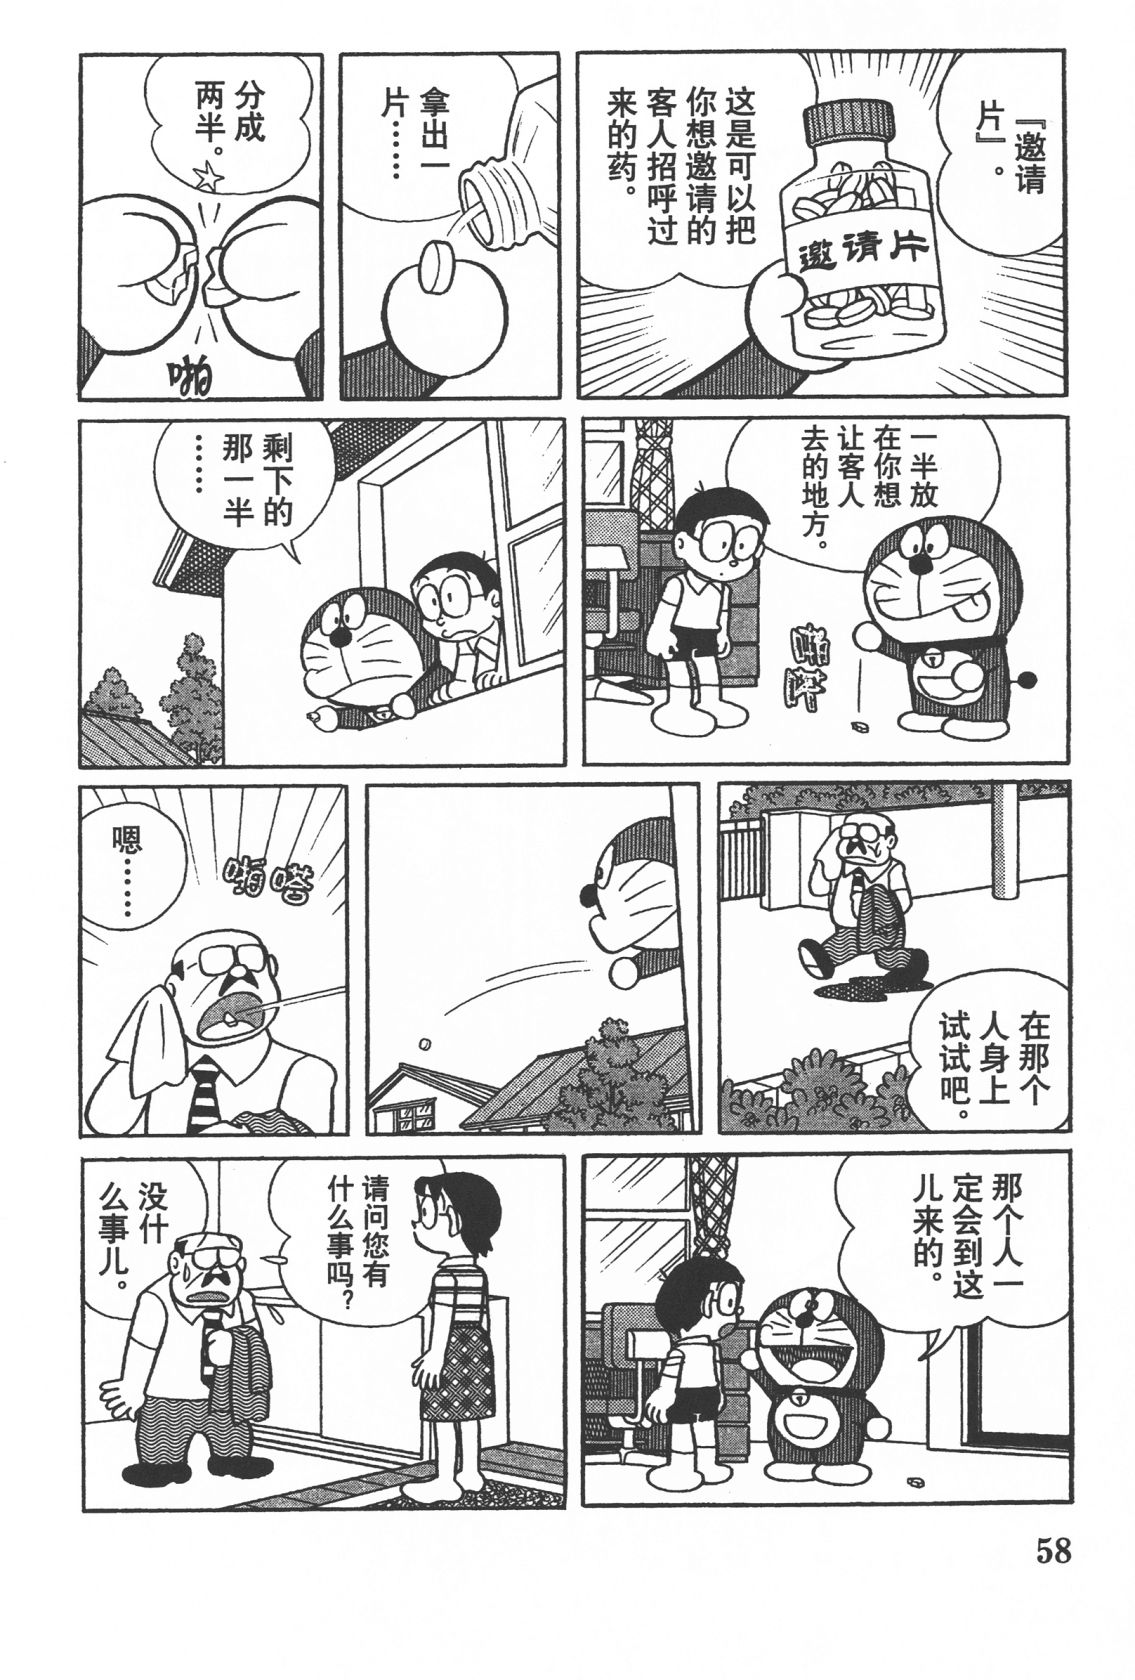 『邀请
片』。
邀请片
这是可以把
你想邀请的
客人招呼过
来的药。
拿出一
片……
分成
两半。
啪
一半放
在你想
让客人
去的地方。
啪嗒
剩下的
那一半
……
在那个
人身上
试试吧。
啪嗒
嗯……
那个人一
定会到这
儿来的。
请问您有
什么事吗?
没什
么事儿。
58